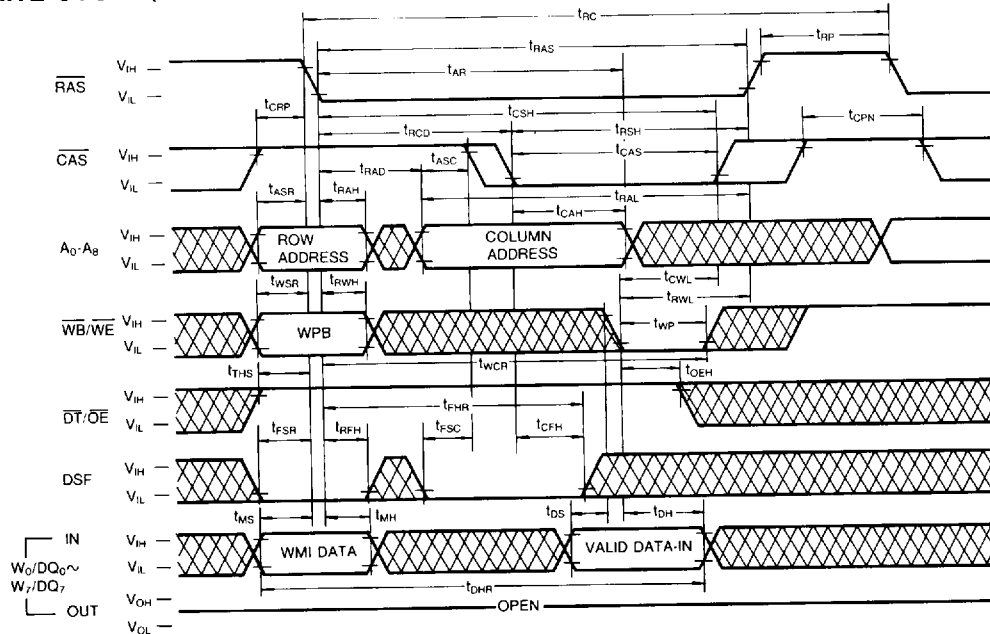 tRC
tRP
tRAS
tAR
RAS
VIH
VIL
tCRP
tCSH
tRCD
tRSH
tCPN
CAS
VIH
VIL
tRAD
tASC
tCAS
tASR
tRAH
tRAL
tCAH
A0-A8
VIH
VIL
ROW
ADDRESS
COLUMN
ADDRESS
tWSR
tRWH
tCWL
tRWL
WB/WE
VIH
VIL
WPB
tWP
tWCR
tTHS
tOEH
DT/OE
VIH
VIL
tFHR
tFSR
tRFH
tFSC
tCFH
DSF
VIH
VIL
tMS
tMH
tDS
tDH
IN
VIH
VIL
WMI DATA
VALID DATA-IN
W0/DQ0~
W7/DQ7
tDHR
OUT
VOH
VOL
OPEN